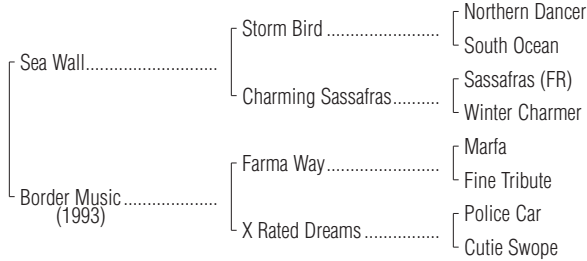 Northern Dancer
Storm Bird ......................
South Ocean
Sea Wall..........................
Sassafras (FR)
Charming Sassafras.........
Winter Charmer
Marfa
Farma Way......................
Fine Tribute
Border Music ..................
(1993)
Police Car
X Rated Dreams ...............
Cutie Swope